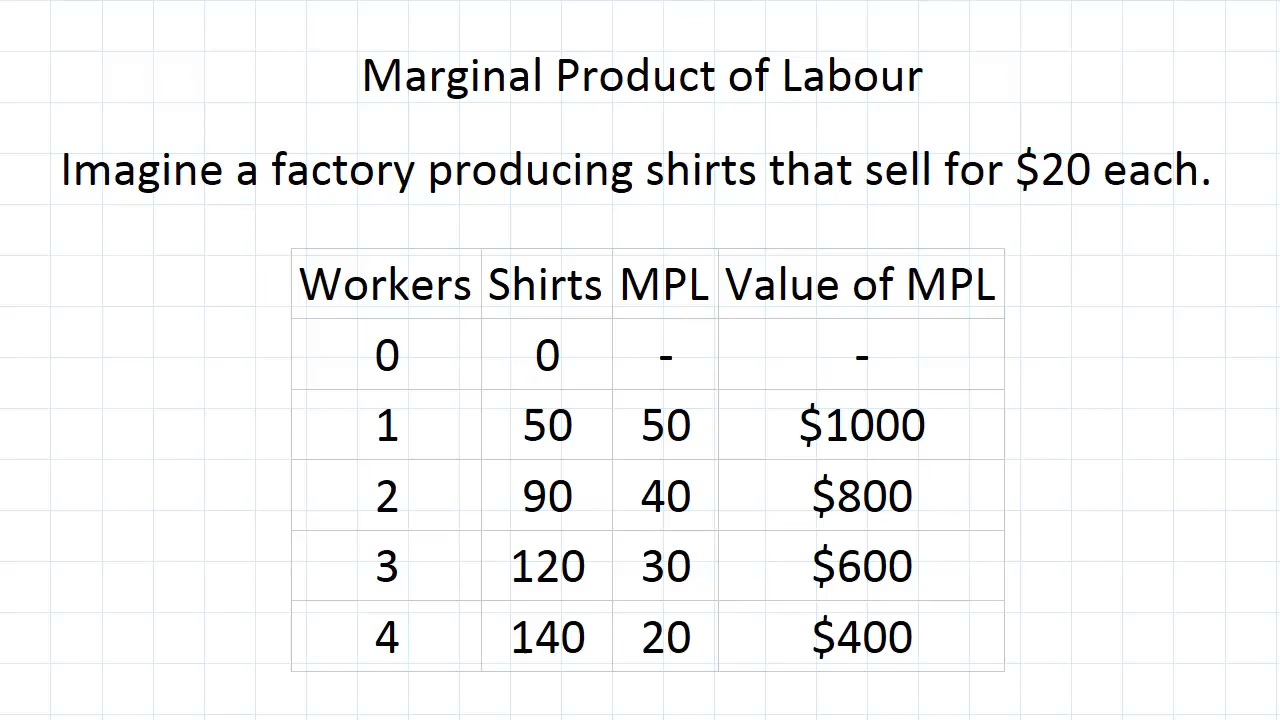 Marginal Product of Labour
Imagine a factory producing shirts that sell for $20 each.
Workers Shirts MPL Value of MPL
0 0 - -
1 50 50 $1000
2 90 40 $800
3 120 30 $600
4 140 20 $400